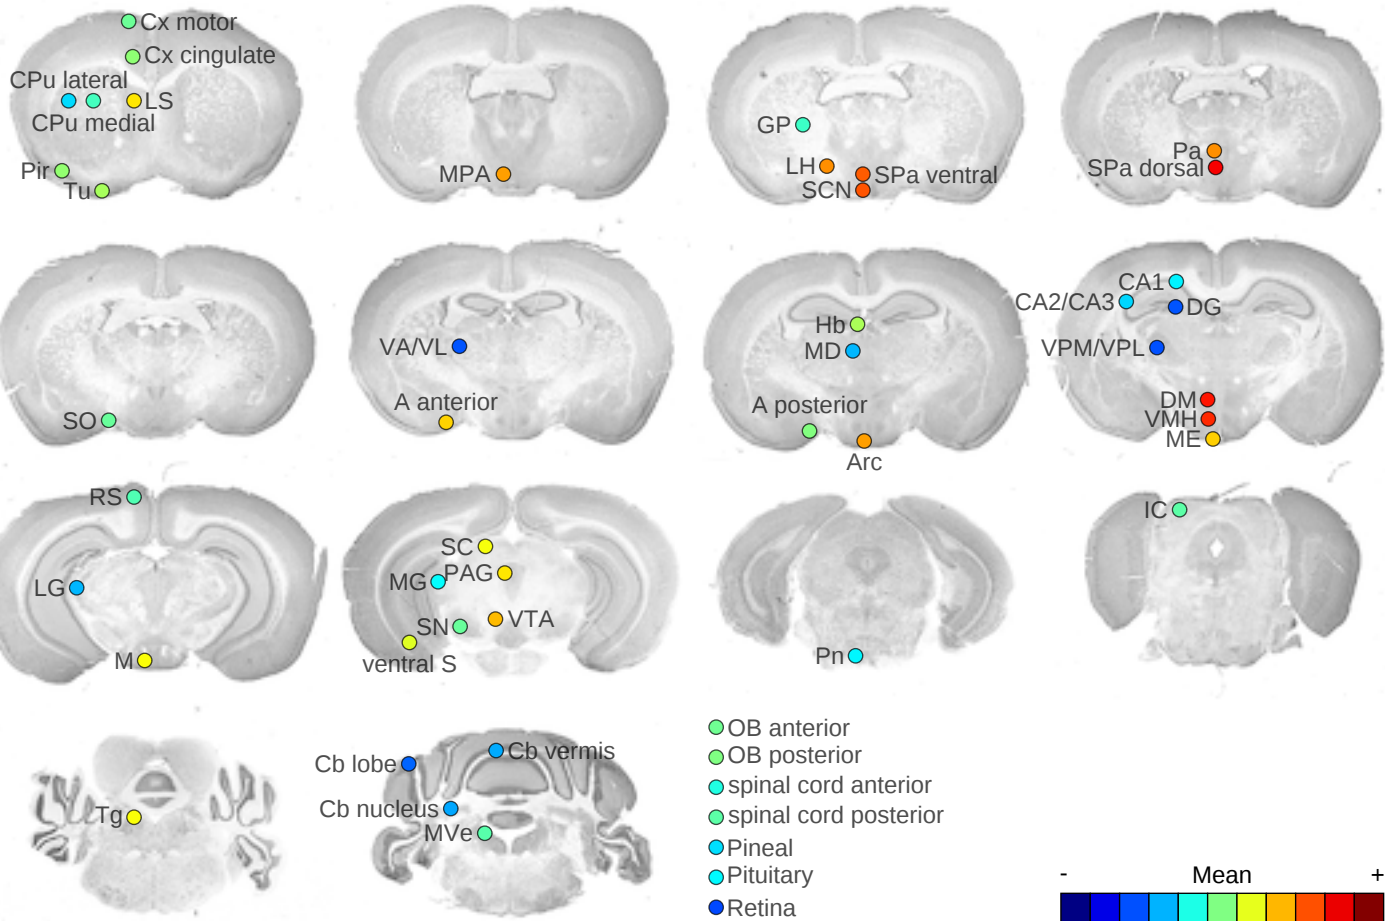 Cx motor
Cx cingulate
CPu lateral
LS
CPu medial
Pir
Tu
MPA
GP
LH
SPa ventral
SCN
Pa
SPa dorsal
SO
VA/VL
A anterior
Hb
MD
A posterior
Arc
CA1
CA2/CA3
DG
VPM/VPL
DM
VMH
ME
RS
LG
M
SC
MG
PAG
SN
VTA
ventral S
Pn
IC
Tg
Cb lobe
Cb vermis
Cb nucleus
MVe
OB anterior
OB posterior
spinal cord anterior
spinal cord posterior
Pineal
Pituitary
Retina
- Mean +